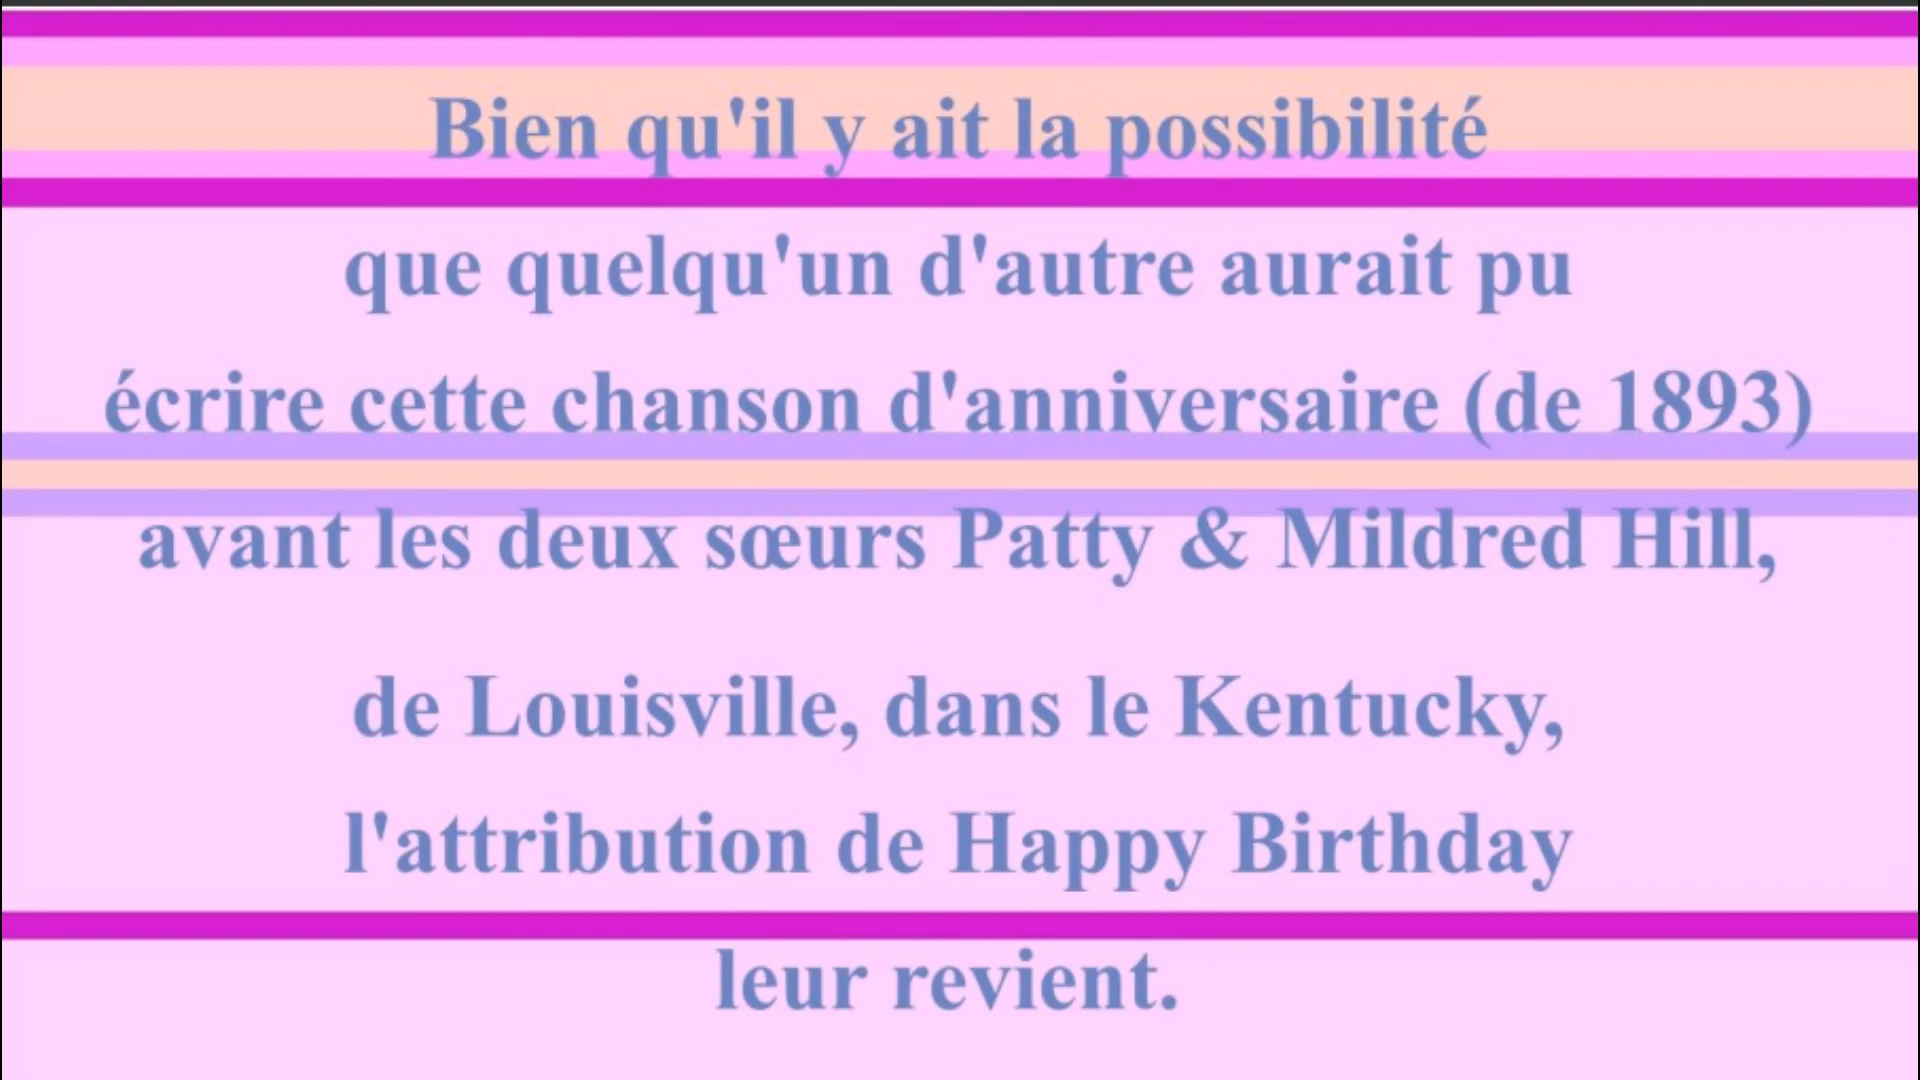 Bien qu'il y ait la possibilité
que quelqu'un d'autre aurait pu
écrire cette chanson d'anniversaire (de 1893)
avant les deux sœurs Patty & Mildred Hill,
de Louisville, dans le Kentucky,
l'attribution de Happy Birthday
leur revient.